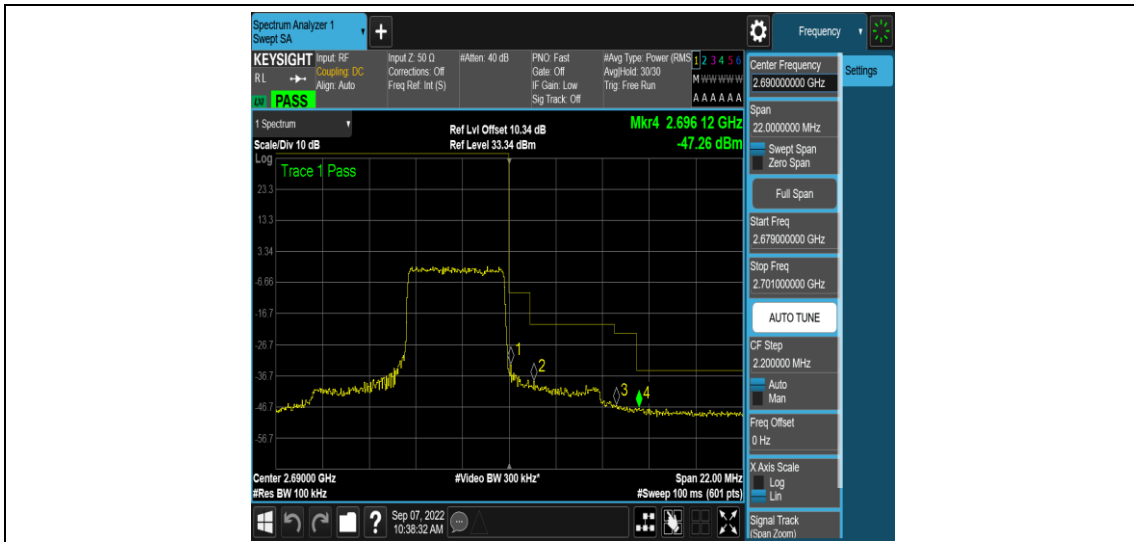 Spectrum Analyzer 1
Swept SA
+
Frequency
KEYSIGHT
RL
LNI
PASS
Input: RF
Coupling: DC
Align: Auto
Input Z: 50 Ω
Corrections: Off
Freq Ref: Int (S)
#Atten: 40 dB
PNO: Fast
Gate: Off
IF Gain: Low
Sig Track: Off
#Avg Type: Power (RMS
Avg|Hold: 30/30
Trig: Free Run
1 2 3 4 5 6
M W W W W W
A A A A A A
1 Spectrum
Scale/Div 10 dB
Ref Lvl Offset 10.34 dB
Ref Level 33.34 dBm
Mkr4 2.696 12 GHz
-47.26 dBm
Log
Trace 1 Pass
23.3
13.3
3.34
-6.66
-16.7
-26.7
-36.7
-46.7
-56.7
1
2
3
4
Center 2.69000 GHz
#Res BW 100 kHz
#Video BW 300 kHz*
Span 22.00 MHz
#Sweep 100 ms (601 pts)
Center Frequency
2.690000000 GHz
Settings
Span
22.0000000 MHz
Swept Span
Zero Span
Full Span
Start Freq
2.679000000 GHz
Stop Freq
2.701000000 GHz
AUTO TUNE
CF Step
2.200000 MHz
Auto
Man
Freq Offset
0 Hz
X Axis Scale
Log
Lin
Signal Track
(Span Zoom)
?
Sep 07, 2022
10:38:32 AM